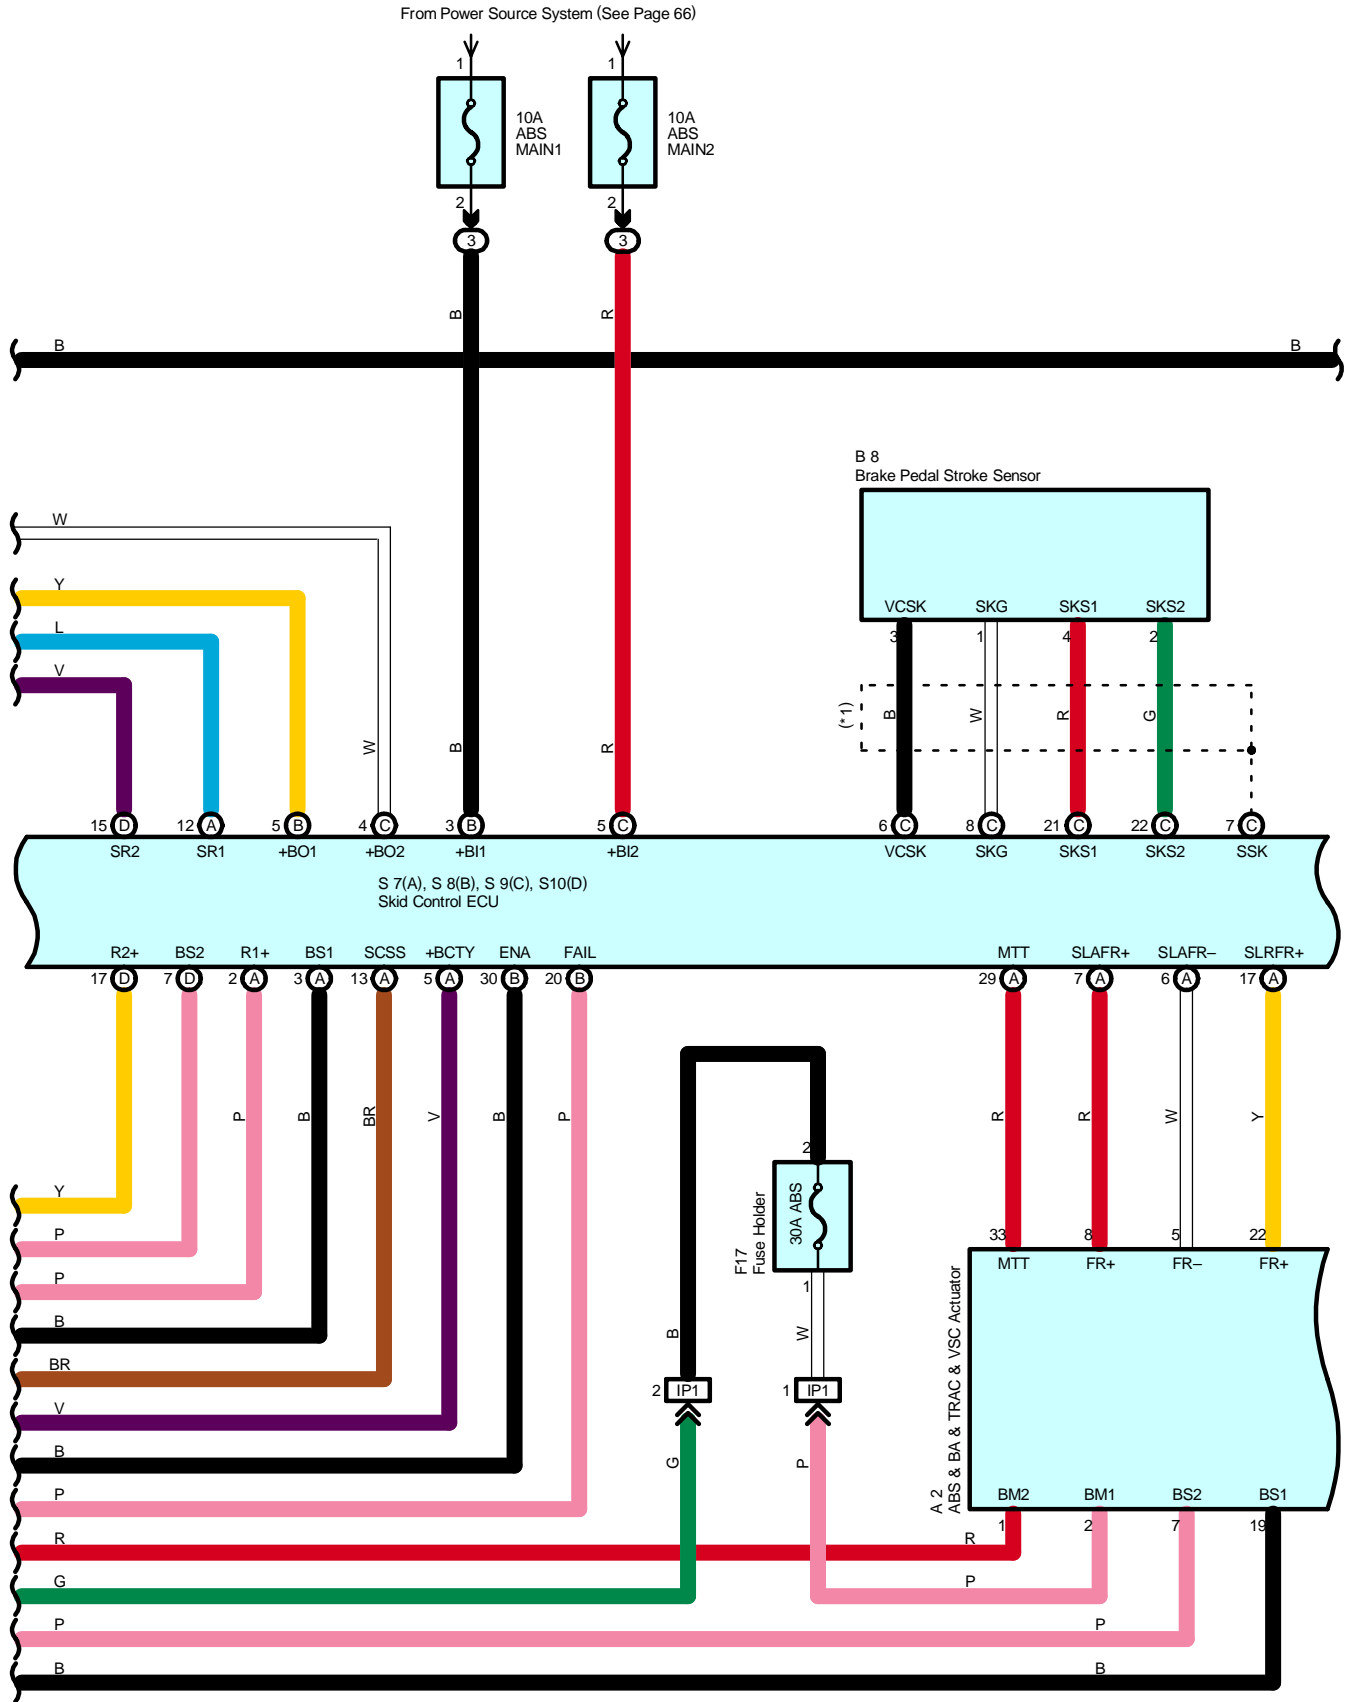 From Power Source System (See Page 66)
1 1
10A
ABS
MAIN1
10A
ABS
MAIN2
2 2
3 3
B R
B B
B 8
Brake Pedal Stroke Sensor
W
Y
L
V
VCSK SKG SKS1 SKS2
3 1 4 2
(*1)
B W R G
W B R
15 D 12 A 5 B 4 C 3 B 5 C 6 C 8 C 21 C 22 C 7 C
SR2 SR1 +BO1 +BO2 +BI1 +BI2 VCSK SKG SKS1 SKS2 SSK
S 7(A), S 8(B), S 9(C), S10(D)
Skid Control ECU
R2+ BS2 R1+ BS1 SCSS +BCTY ENA FAIL MTT SLAFR+ SLAFR– SLRFR+
17 D 7 D 2 A 3 A 13 A 5 A 30 B 20 B 29 A 7 A 6 A 17 A
P B BR V B P R R W Y
2
30A ABS
F17
Fuse Holder
1
Y
P
P
B
BR
V
B
P
R
G
P
B
B W
2 IP1 1 IP1
G P
33 8 5 22
MTT FR+ FR– FR+
A 2
ABS & BA & TRAC & VSC Actuator
BM2 BM1 BS2 BS1
1 2 7 19
R
P
P
B